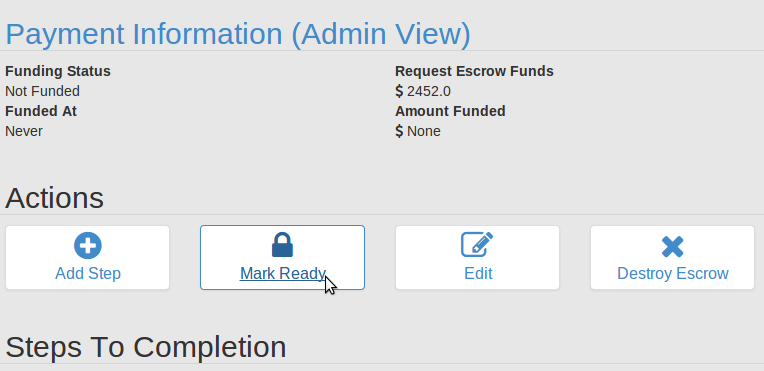 Payment Information (Admin View)
Funding Status
Not Funded
Funded At
Never
Request Escrow Funds
$ 2452.0
Amount Funded
$ None
Actions
Add Step
Mark Ready
Edit
Destroy Escrow
Steps To Completion